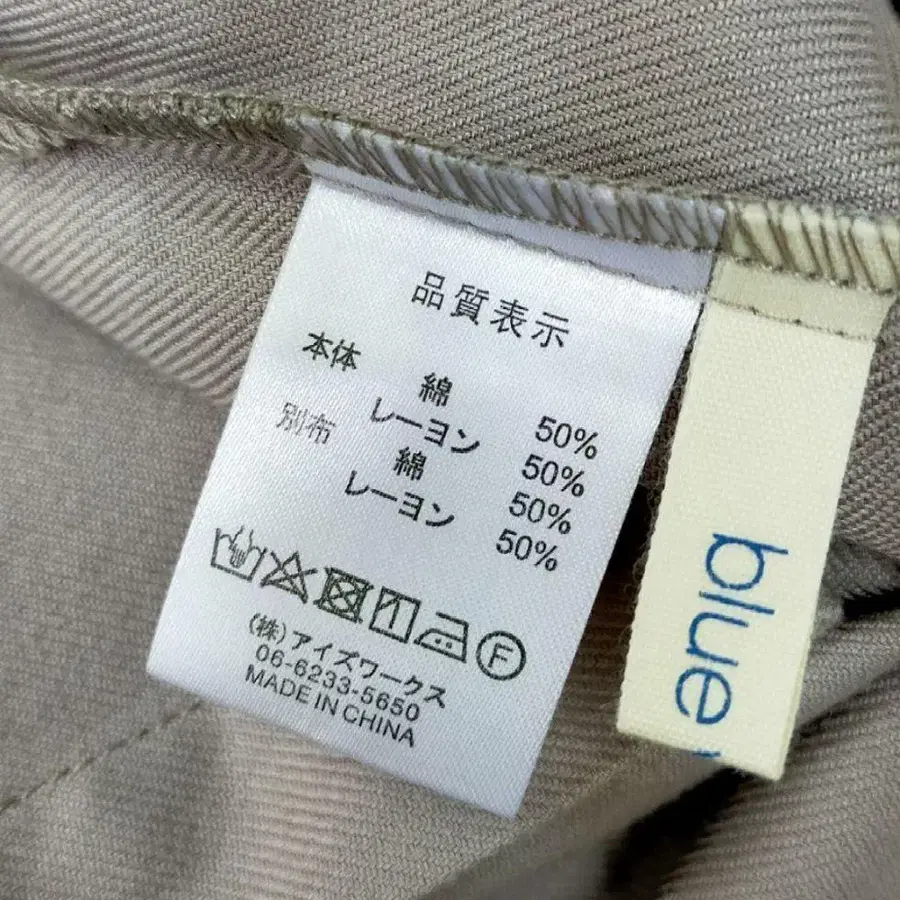 品質表示
本体 綿 50%
レーヨン 50%
別布 綿 50%
レーヨン 50%
F
(株)アイズワークス
06-6233-5650
MADE IN CHINA
blue